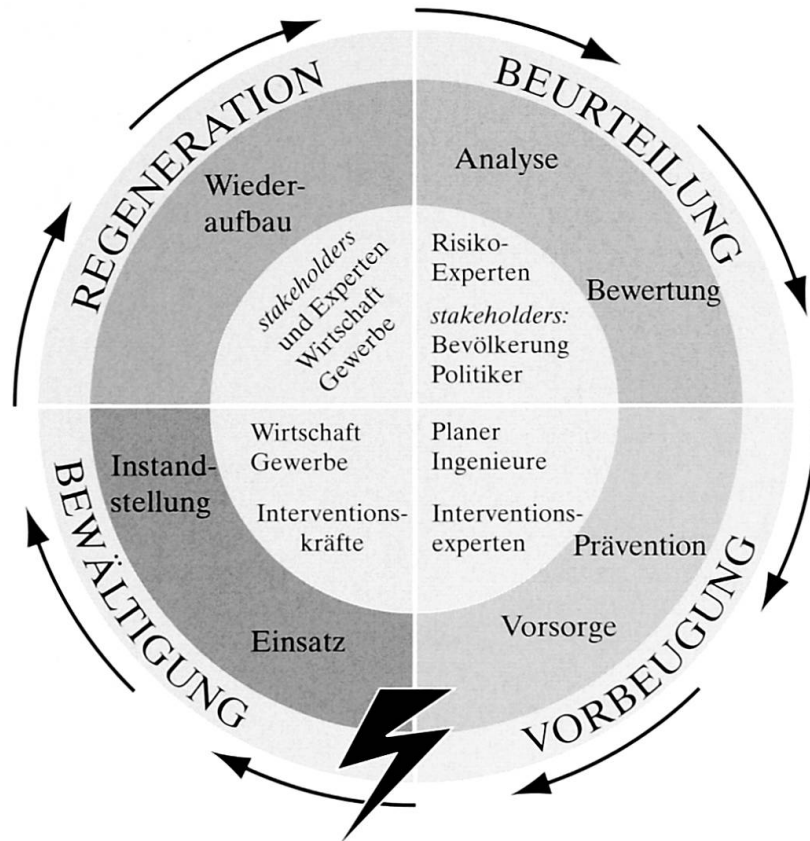 REGENERATION
Wieder-
aufbau
stakeholders
und Experten
Wirtschaft
Gewerbe
BEURTEILUNG
Analyse
Bewertung
Risiko-
Experten
stakeholders:
Bevölkerung
Politiker
BEWÄLTIGUNG
Instand-
stellung
Einsatz
Wirtschaft
Gewerbe
Interventions-
kräfte
VORBEUGUNG
Planer
Ingenieure
Interventions-
experten
Prävention
Vorsorge